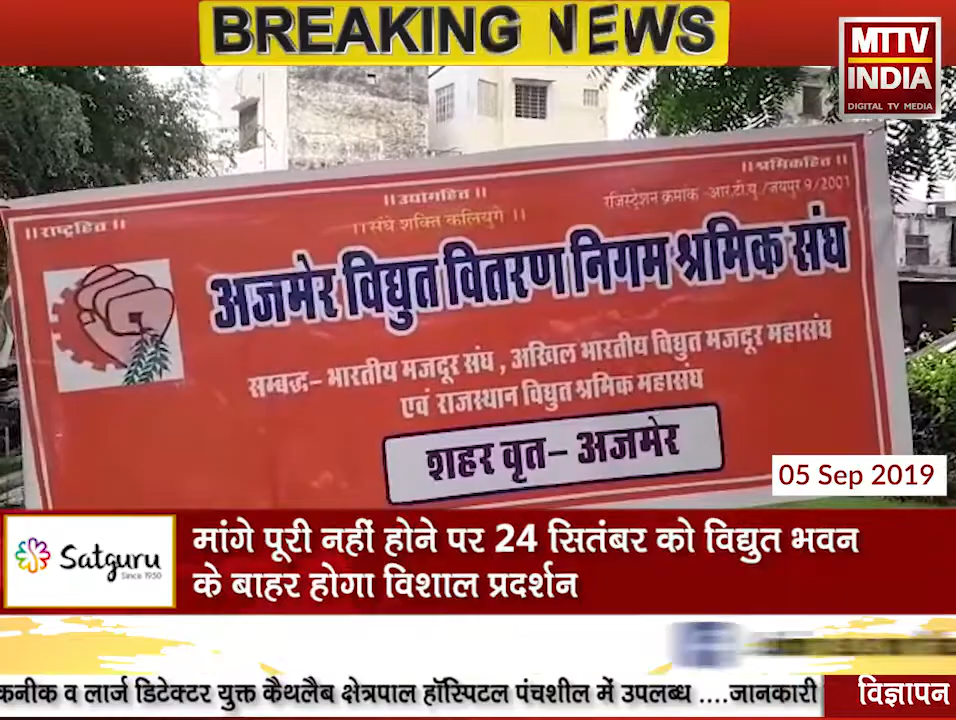 BREAKING NEWS
MTTV
INDIA
DIGITAL TV MEDIA
।।श्रमिकहित।।
।।उद्योगहित।।
रजिस्ट्रेशन क्रमांक -आर.टी.यू./जयपुर 9/2001
।।राष्ट्रहित।।
।।संघे शक्ति कलियुगे ।।
अजमेर विद्युत वितरण निगम श्रमिक संघ
सम्बद्ध– भारतीय मजदूर संघ , अखिल भारतीय विद्युत मजदूर महासंघ
एवं राजस्थान विद्युत श्रमिक महासंघ
शहर वृत– अजमेर
05 Sep 2019
Satguru
Since 1950
मांगे पूरी नहीं होने पर 24 सितंबर को विद्युत भवन
के बाहर होगा विशाल प्रदर्शन
कनीक व लार्ज डिटेक्टर युक्त कैथलैब क्षेत्रपाल हॉस्पिटल पंचशील में उपलब्ध ....जानकारी
विज्ञापन